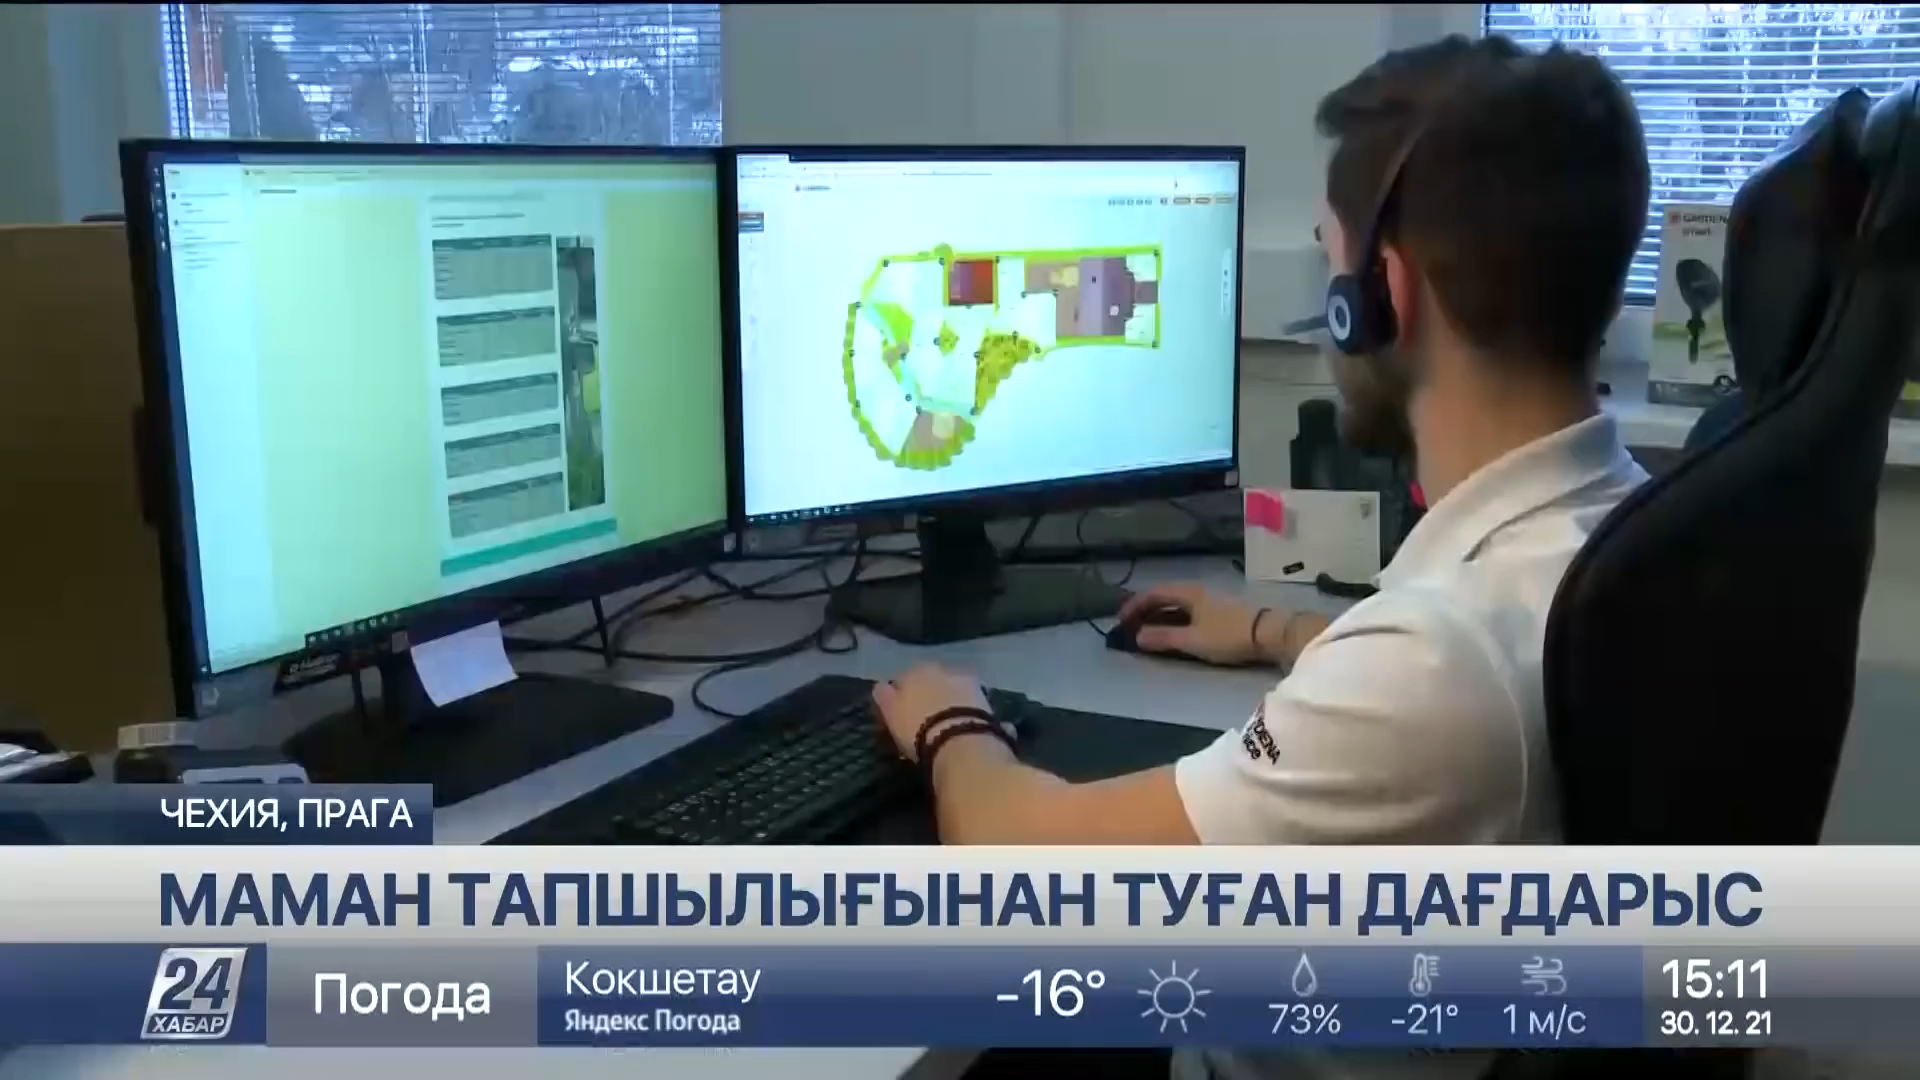 GARDENA
ЧЕХИЯ, ПРАГА
МАМАН ТАПШЫЛЫҒЫНАН ТУҒАН ДАҒДАРЫС
24
ХАБАР
Погода
Кокшетау
Яндекс Погода
-16°
73%
-21°
1 м/с
15:11
30. 12. 21